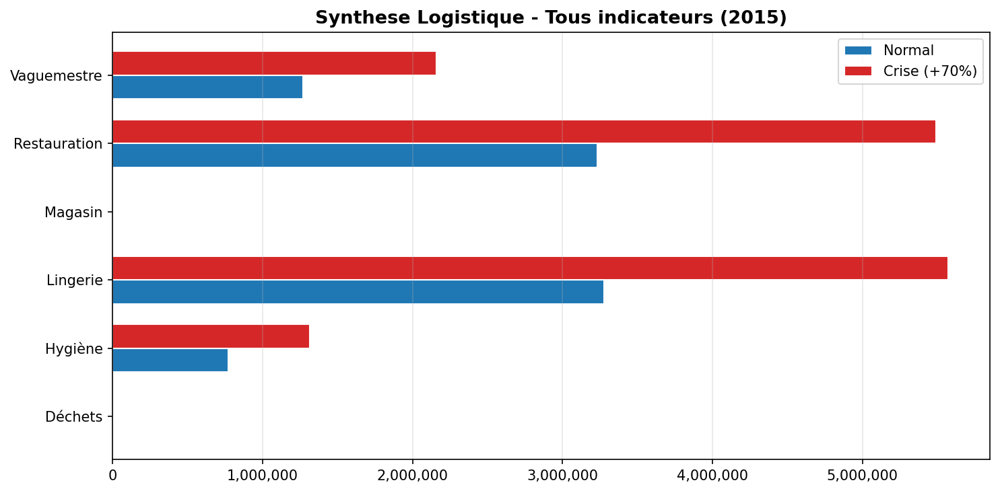 Synthese Logistique - Tous indicateurs (2015)
Normal
Crise (+70%)
Vaguemestre
Restauration
Magasin
Lingerie
Hygiène
Déchets
0 1,000,000 2,000,000 3,000,000 4,000,000 5,000,000